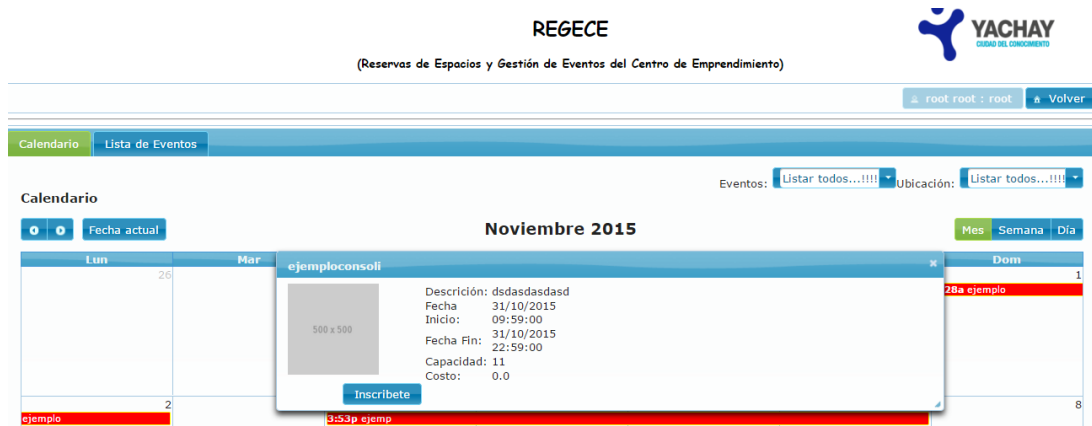 REGECE
YACHAY
CIUDAD DEL CONOCIMIENTO
(Reservas de Espacios y Gestión de Eventos del Centro de Emprendimiento)
root root : root
Volver
Calendario
Lista de Eventos
Eventos: Listar todos...!!!! Ubicación: Listar todos...!!!!
Calendario
Fecha actual
Noviembre 2015
Mes Semana Día
Lun Mar Dom
26
1
28a ejemplo
ejemploconsoli
500 x 500
Descrición: dsdasdasdasd
Fecha Inicio: 31/10/2015 09:59:00
Fecha Fin: 31/10/2015 22:59:00
Capacidad: 11
Costo: 0.0
Inscribete
2
8
ejemplo
3:53p ejemp